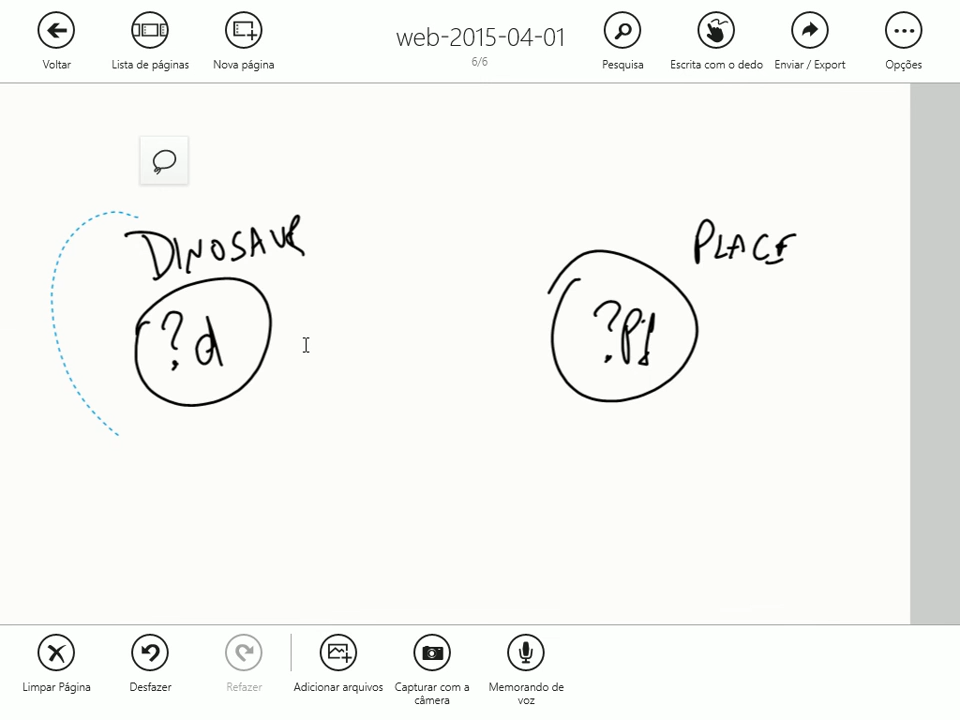 web-2015-04-01
6/6
Voltar
Lista de páginas
Nova página
Pesquisa
Escrita com o dedo
Enviar / Export
Opções
DINOSAUR
PLACE
?d
?pl
Limpar Página
Desfazer
Refazer
Adicionar arquivos
Capturar com a
câmera
Memorando de
voz